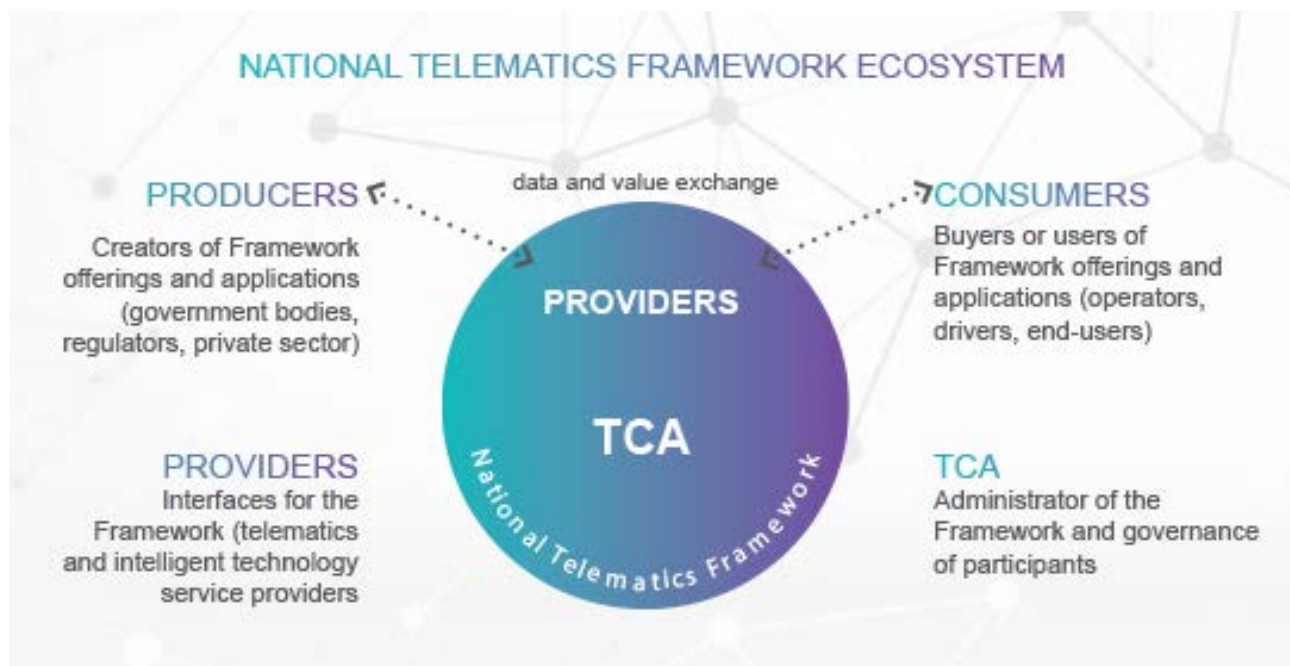 NATIONAL TELEMATICS FRAMEWORK ECOSYSTEM
data and value exchange
PRODUCERS
Creators of Framework
offerings and applications
(government bodies,
regulators, private sector)
CONSUMERS
Buyers or users of
Framework offerings and
applications (operators,
drivers, end-users)
PROVIDERS
TCA
National Telematics Framework
PROVIDERS
Interfaces for the
Framework (telematics
and intelligent technology
service providers
TCA
Administrator of the
Framework and governance
of participants